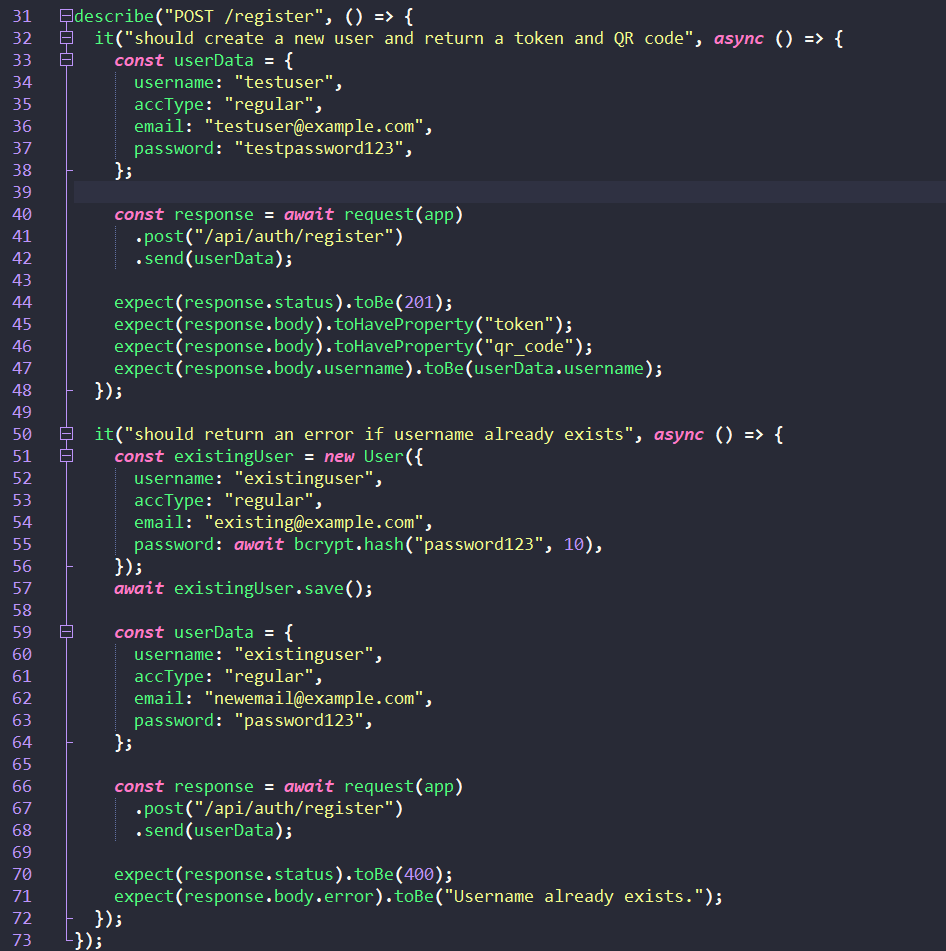 31 describe("POST /register", () => {
32   it("should create a new user and return a token and QR code", async () => {
33     const userData = {
34       username: "testuser",
35       accType: "regular",
36       email: "testuser@example.com",
37       password: "testpassword123",
38     };
39
40     const response = await request(app)
41       .post("/api/auth/register")
42       .send(userData);
43
44     expect(response.status).toBe(201);
45     expect(response.body).toHaveProperty("token");
46     expect(response.body).toHaveProperty("qr_code");
47     expect(response.body.username).toBe(userData.username);
48   });
49
50   it("should return an error if username already exists", async () => {
51     const existingUser = new User({
52       username: "existinguser",
53       accType: "regular",
54       email: "existing@example.com",
55       password: await bcrypt.hash("password123", 10),
56     });
57     await existingUser.save();
58
59     const userData = {
60       username: "existinguser",
61       accType: "regular",
62       email: "newemail@example.com",
63       password: "password123",
64     };
65
66     const response = await request(app)
67       .post("/api/auth/register")
68       .send(userData);
69
70     expect(response.status).toBe(400);
71     expect(response.body.error).toBe("Username already exists.");
72   });
73 });